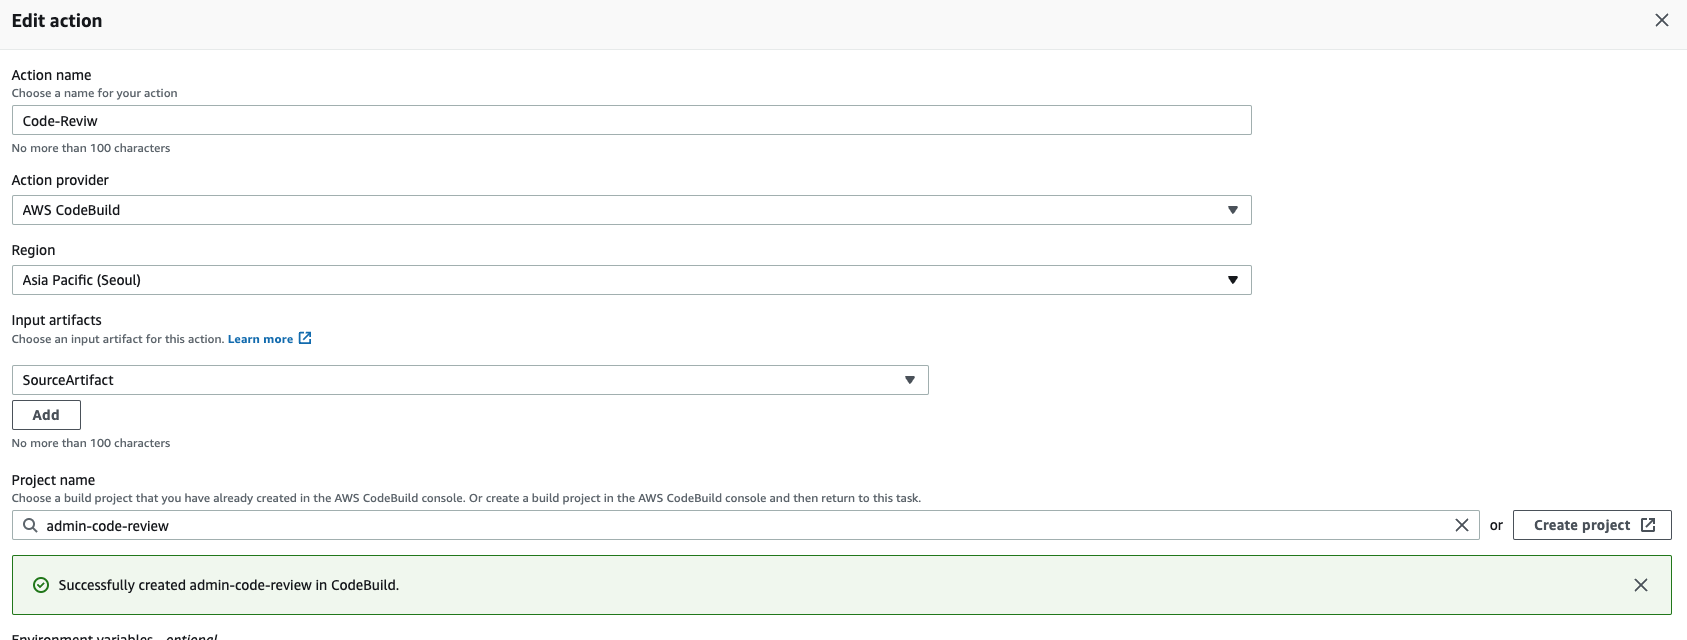 Edit action
Action name
Choose a name for your action
Code-Reviw
No more than 100 characters
Action provider
AWS CodeBuild
Region
Asia Pacific (Seoul)
Input artifacts
Choose an input artifact for this action. Learn more
SourceArtifact
Add
No more than 100 characters
Project name
Choose a build project that you have already created in the AWS CodeBuild console. Or create a build project in the AWS CodeBuild console and then return to this task.
admin-code-review or Create project
Successfully created admin-code-review in CodeBuild.
Environment variables - optional